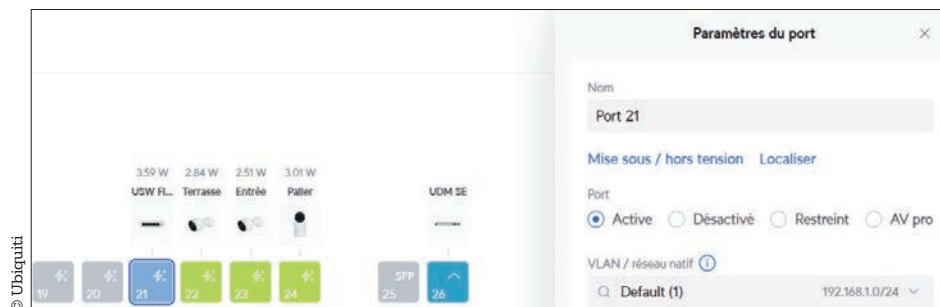 Paramètres du port
Nom
Port 21
Mise sous / hors tension Localiser
Port
Active Désactivé Restreint AV pro
VLAN / réseau natif
Default (1) 192.168.1.0/24
3.59 W 2.84 W 2.51 W 3.01 W
USW Fl... Terrasse Entrée Palier UDM SE
SFP
19 20 21 22 23 24 25 26
© Ubiquiti